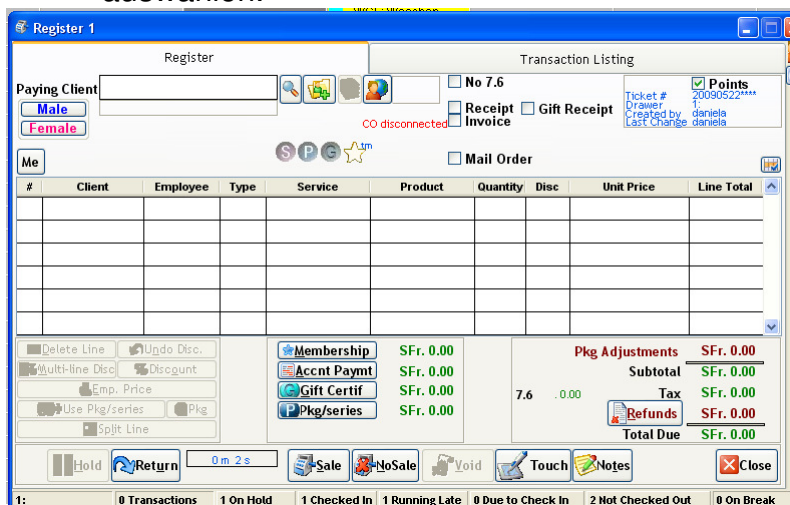 auswählen.
Register 1
Register
Transaction Listing
Paying Client
Male
Female
CO disconnected
No 7.6
Receipt
Gift Receipt
Invoice
Mail Order
Points
Ticket # 20090522****
Drawer 1:
Created by daniela
Last Change daniela
Me
S P G tm
# Client Employee Type Service Product Quantity Disc Unit Price Line Total
Delete Line Undo Disc.
Multi-line Disc Discount
Emp. Price
Use Pkg/series Pkg
Split Line
Membership SFr. 0.00
Accnt Paymt SFr. 0.00
Gift Certif SFr. 0.00
Pkg/series SFr. 0.00
Pkg Adjustments SFr. 0.00
Subtotal SFr. 0.00
7.6 .0.00 Tax SFr. 0.00
Refunds SFr. 0.00
Total Due SFr. 0.00
Hold Return 0 m 2 s Sale NoSale Void Touch Notes Close
1: 0 Transactions 1 On Hold 1 Checked In 1 Running Late 0 Due to Check In 2 Not Checked Out 0 On Break